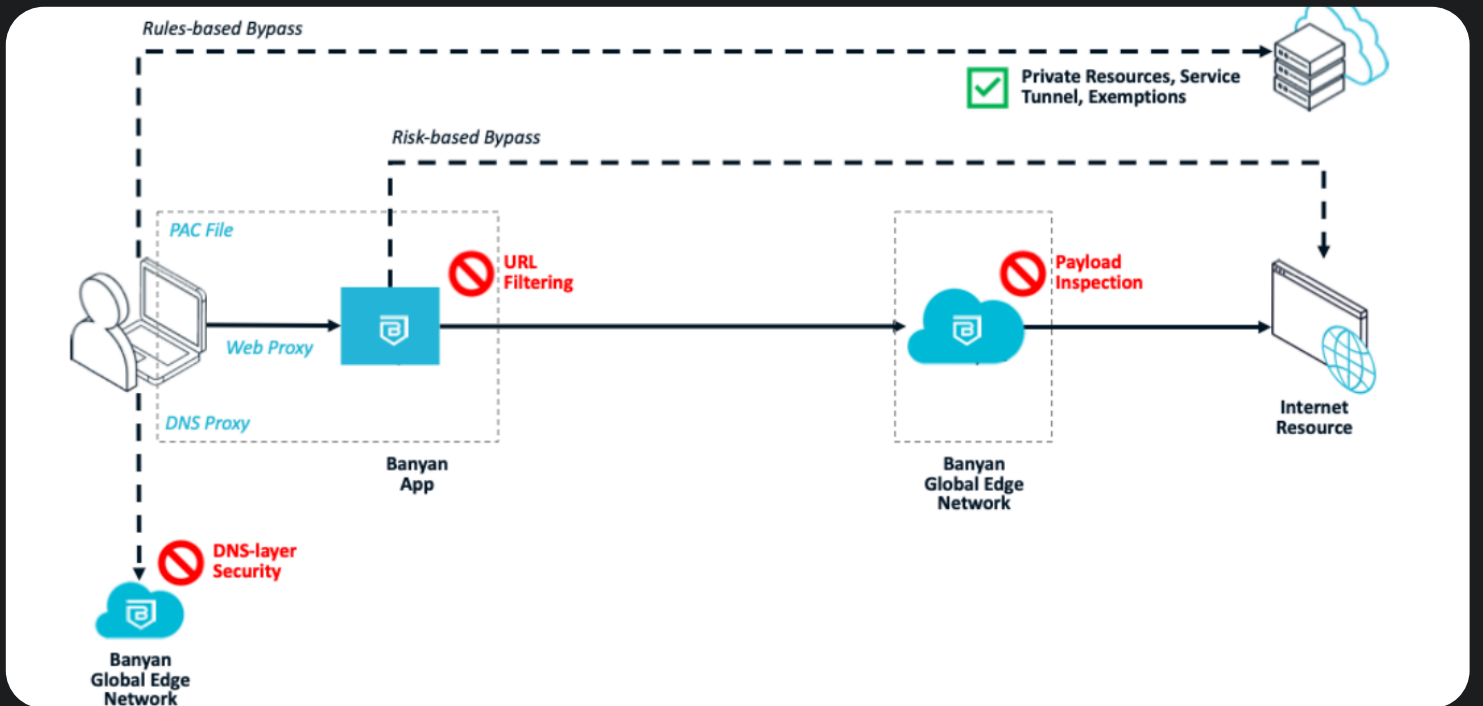 Rules-based Bypass
Private Resources, Service
Tunnel, Exemptions
Risk-based Bypass
PAC File
URL
Filtering
Payload
Inspection
Web Proxy
DNS Proxy
Internet
Resource
Banyan
App
Banyan
Global Edge
Network
DNS-layer
Security
Banyan
Global Edge
Network